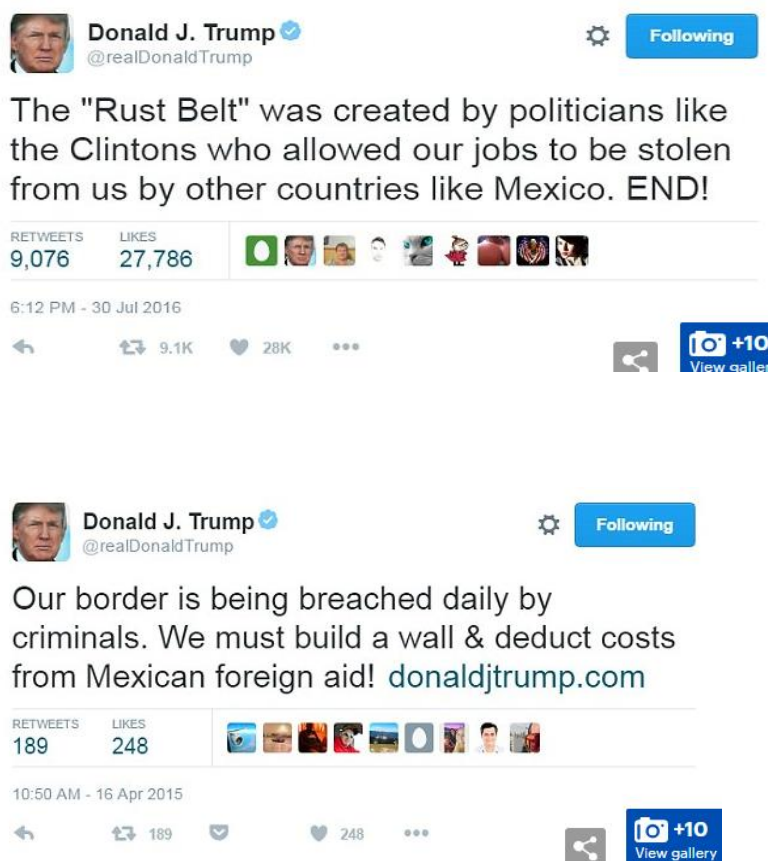 Donald J. Trump
Following
@realDonaldTrump
The "Rust Belt" was created by politicians like
the Clintons who allowed our jobs to be stolen
from us by other countries like Mexico. END!
RETWEETS LIKES
9,076 27,786
6:12 PM - 30 Jul 2016
9.1K 28K
+10
View galler
Donald J. Trump
Following
@realDonaldTrump
Our border is being breached daily by
criminals. We must build a wall & deduct costs
from Mexican foreign aid! donaldjtrump.com
RETWEETS LIKES
189 248
10:50 AM - 16 Apr 2015
189 248
+10
View gallery